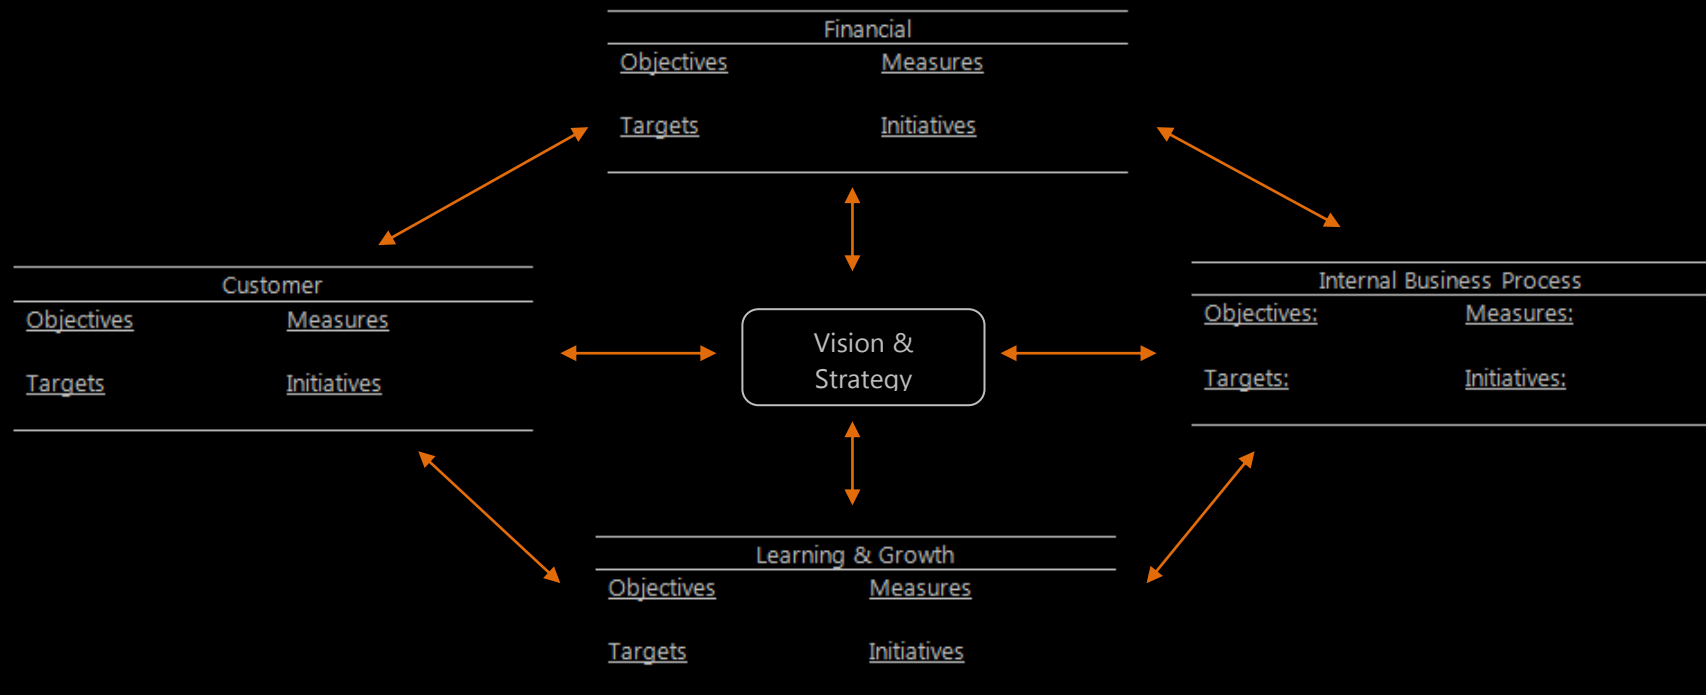 Financial
Objectives Measures
Targets Initiatives
Customer
Objectives Measures
Targets Initiatives
Vision &
Strategy
Internal Business Process
Objectives: Measures:
Targets: Initiatives:
Learning & Growth
Objectives Measures
Targets Initiatives